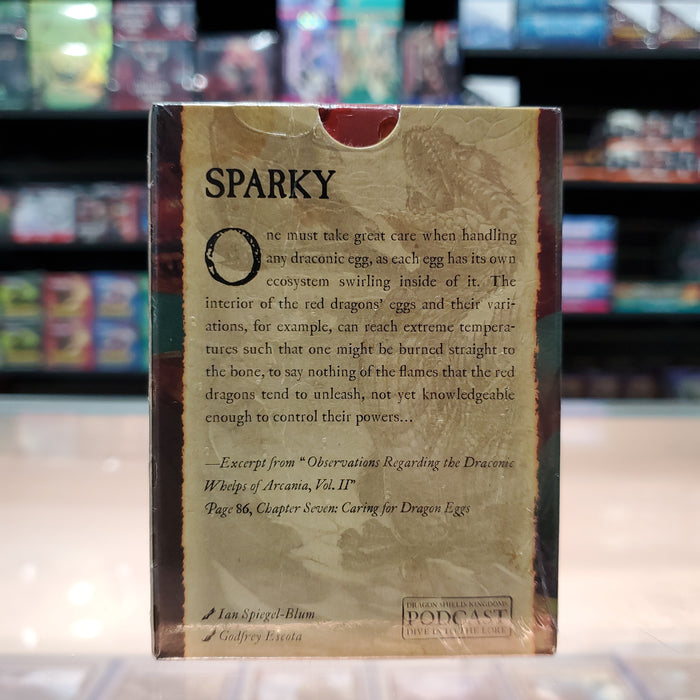 SPARKY
One must take great care when handling
any draconic egg, as each egg has its own
ecosystem swirling inside of it. The
interior of the red dragons' eggs and their vari-
ations, for example, can reach extreme tempera-
tures such that one might be burned straight to
the bone, to say nothing of the flames that the red
dragons tend to unleash, not yet knowledgeable
enough to control their powers...
—Excerpt from "Observations Regarding the Draconic
Whelps of Arcania, Vol. II"
Page 86, Chapter Seven: Caring for Dragon Eggs
Ian Spiegel-Blum
Godfrey Escota
DRAGON SHIELD KINGDOMS
PODCAST
DIVE INTO THE LORE